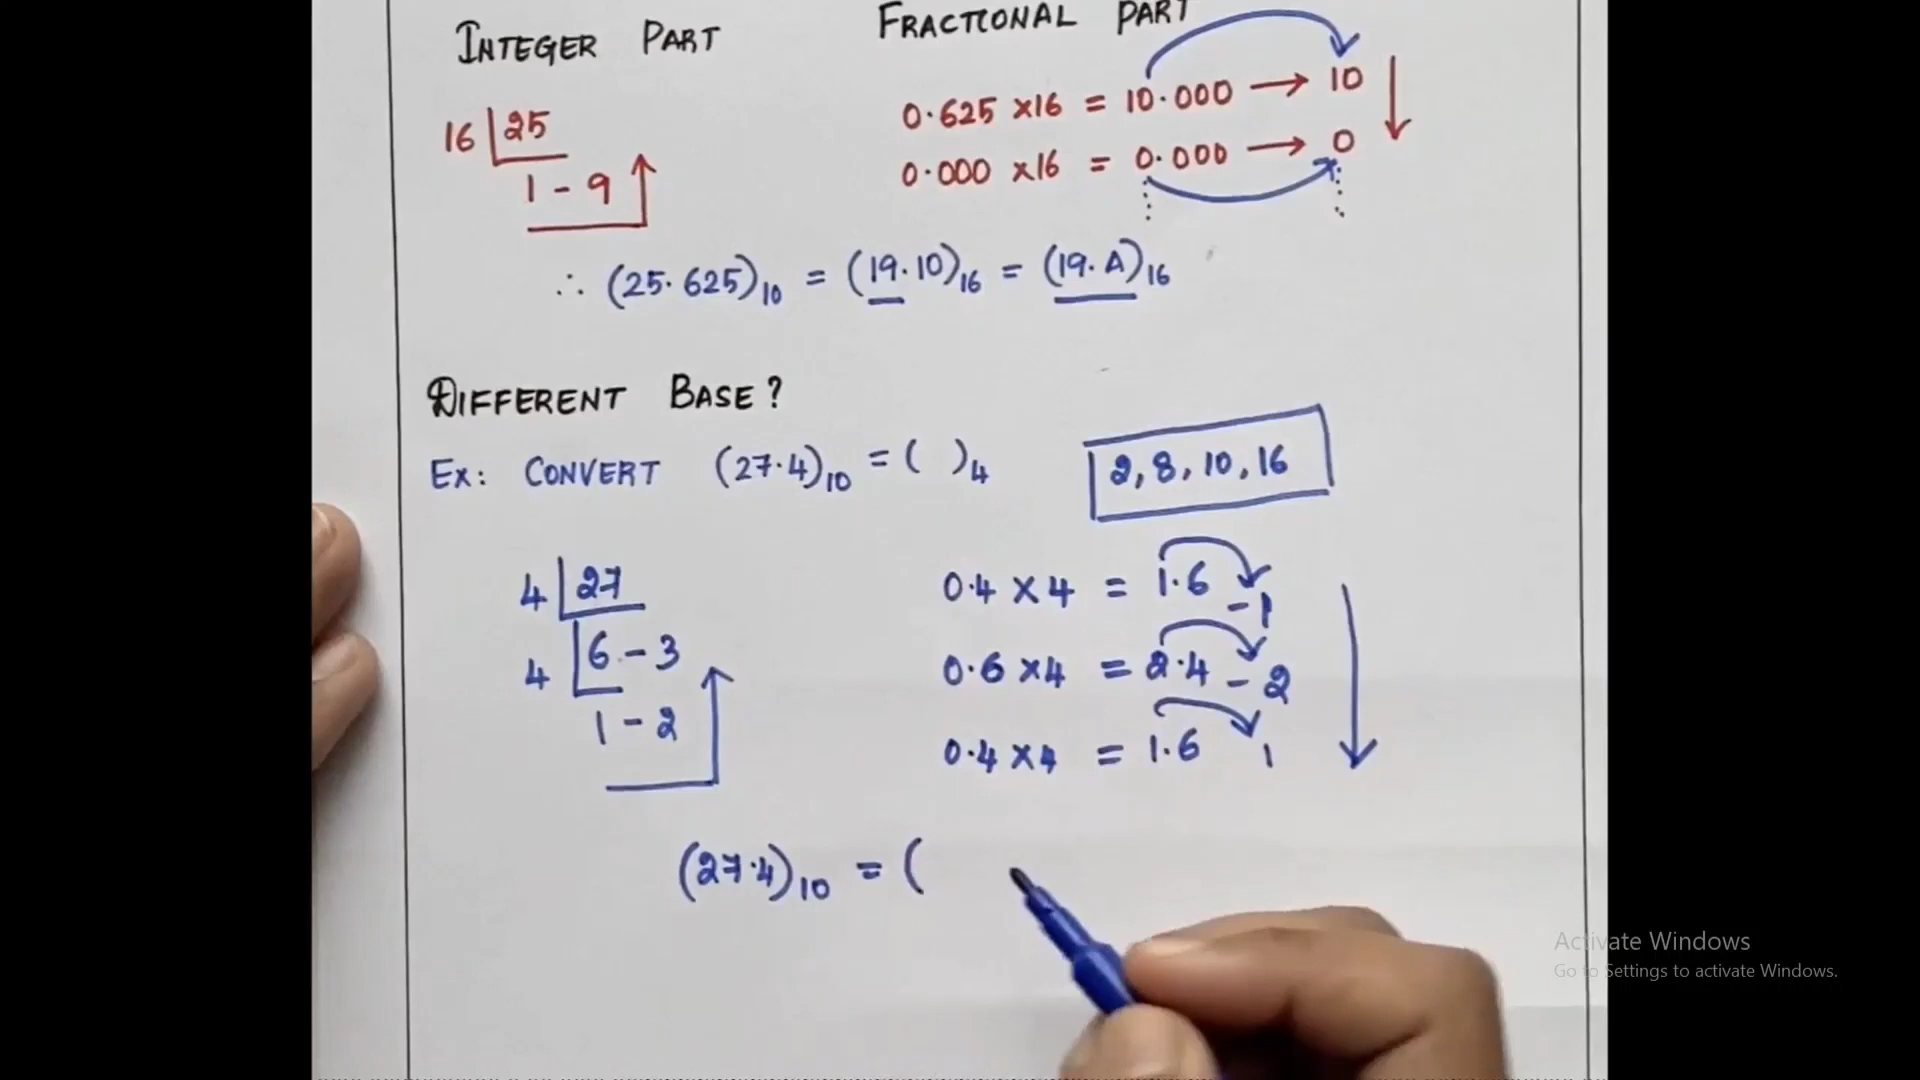 INTEGER PART
FRACTIONAL PART
16 25
1 - 9
0.625 ×16 = 10.000 → 10
0.000 ×16 = 0.000 → 0
∴ (25.625)10 = (19.10)16 = (19.A)16
DIFFERENT BASE?
Ex: CONVERT (27.4)10 = ( )4
2, 8, 10, 16
4 27
4 6 - 3
1 - 2
0.4 × 4 = 1.6 - 1
0.6 ×4 = 2.4 - 2
0.4 ×4 = 1.6 1
(27.4)10 = (
Activate Windows
Go to Settings to activate Windows.